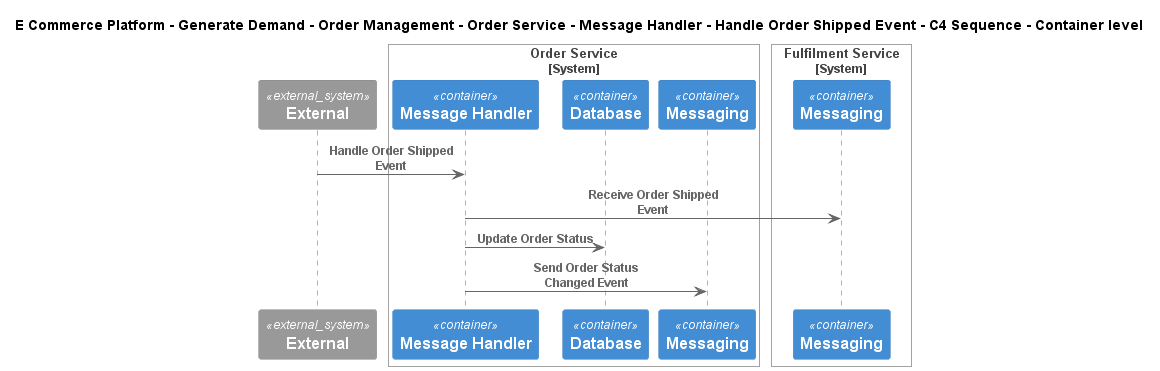 E Commerce Platform - Generate Demand - Order Management - Order Service - Message Handler - Handle Order Shipped Event - C4 Sequence - Container level
Order Service
[System]
Fulfilment Service
[System]
«external_system»
External
«container»
Message Handler
«container»
Database
«container»
Messaging
«container»
Messaging
Handle Order Shipped
Event
Receive Order Shipped
Event
Update Order Status
Send Order Status
Changed Event
«external_system»
External
«container»
Message Handler
«container»
Database
«container»
Messaging
«container»
Messaging